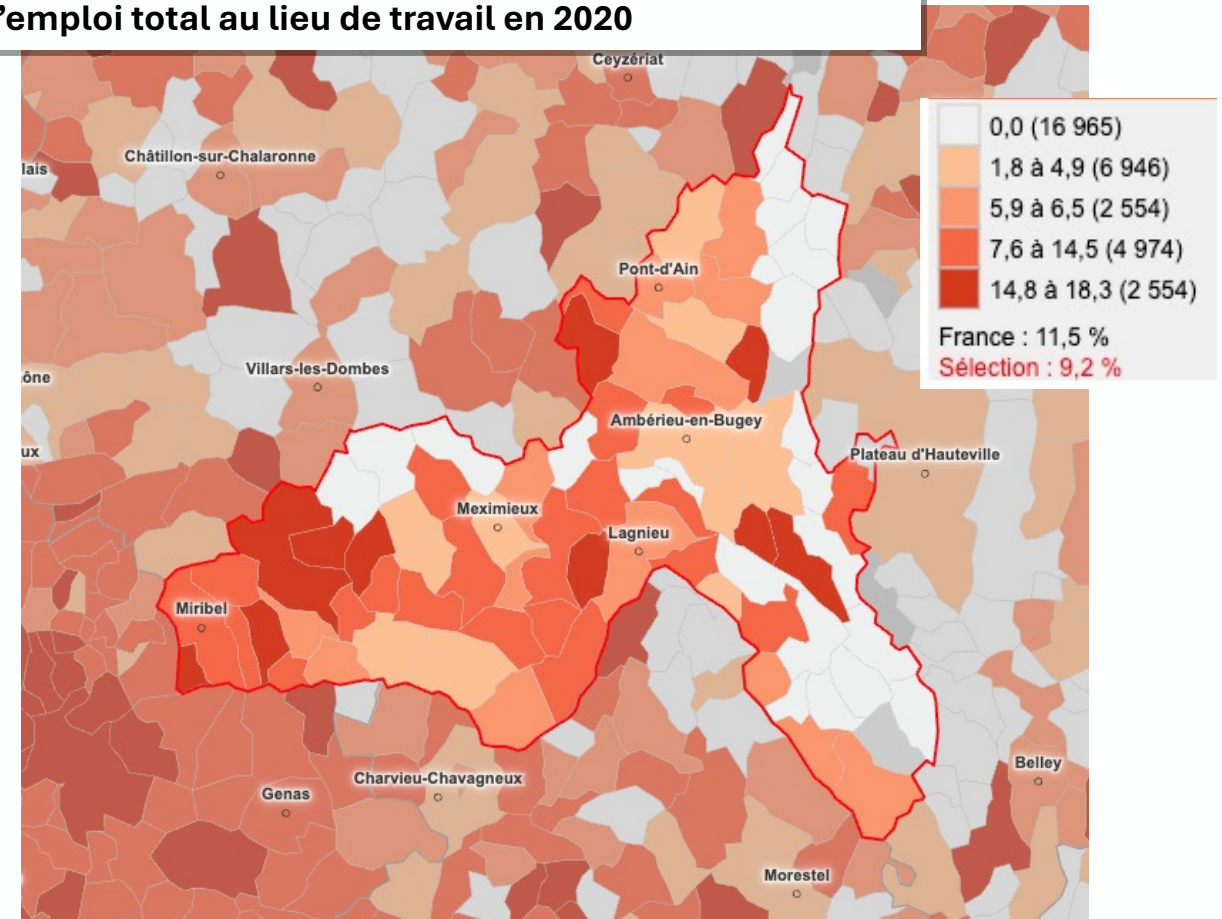 'emploi total au lieu de travail en 2020
Ceyzériat
Châtillon-sur-Chalaronne
lais
0,0 (16 965)
1,8 à 4,9 (6 946)
5,9 à 6,5 (2 554)
7,6 à 14,5 (4 974)
14,8 à 18,3 (2 554)
France : 11,5 %
Sélection : 9,2 %
Pont-d'Ain
Villars-les-Dombes
ône
Ambérieu-en-Bugey
ux
Plateau d'Hauteville
Meximieux
Lagnieu
Miribel
Belley
Charvieu-Chavagneux
Genas
Morestel